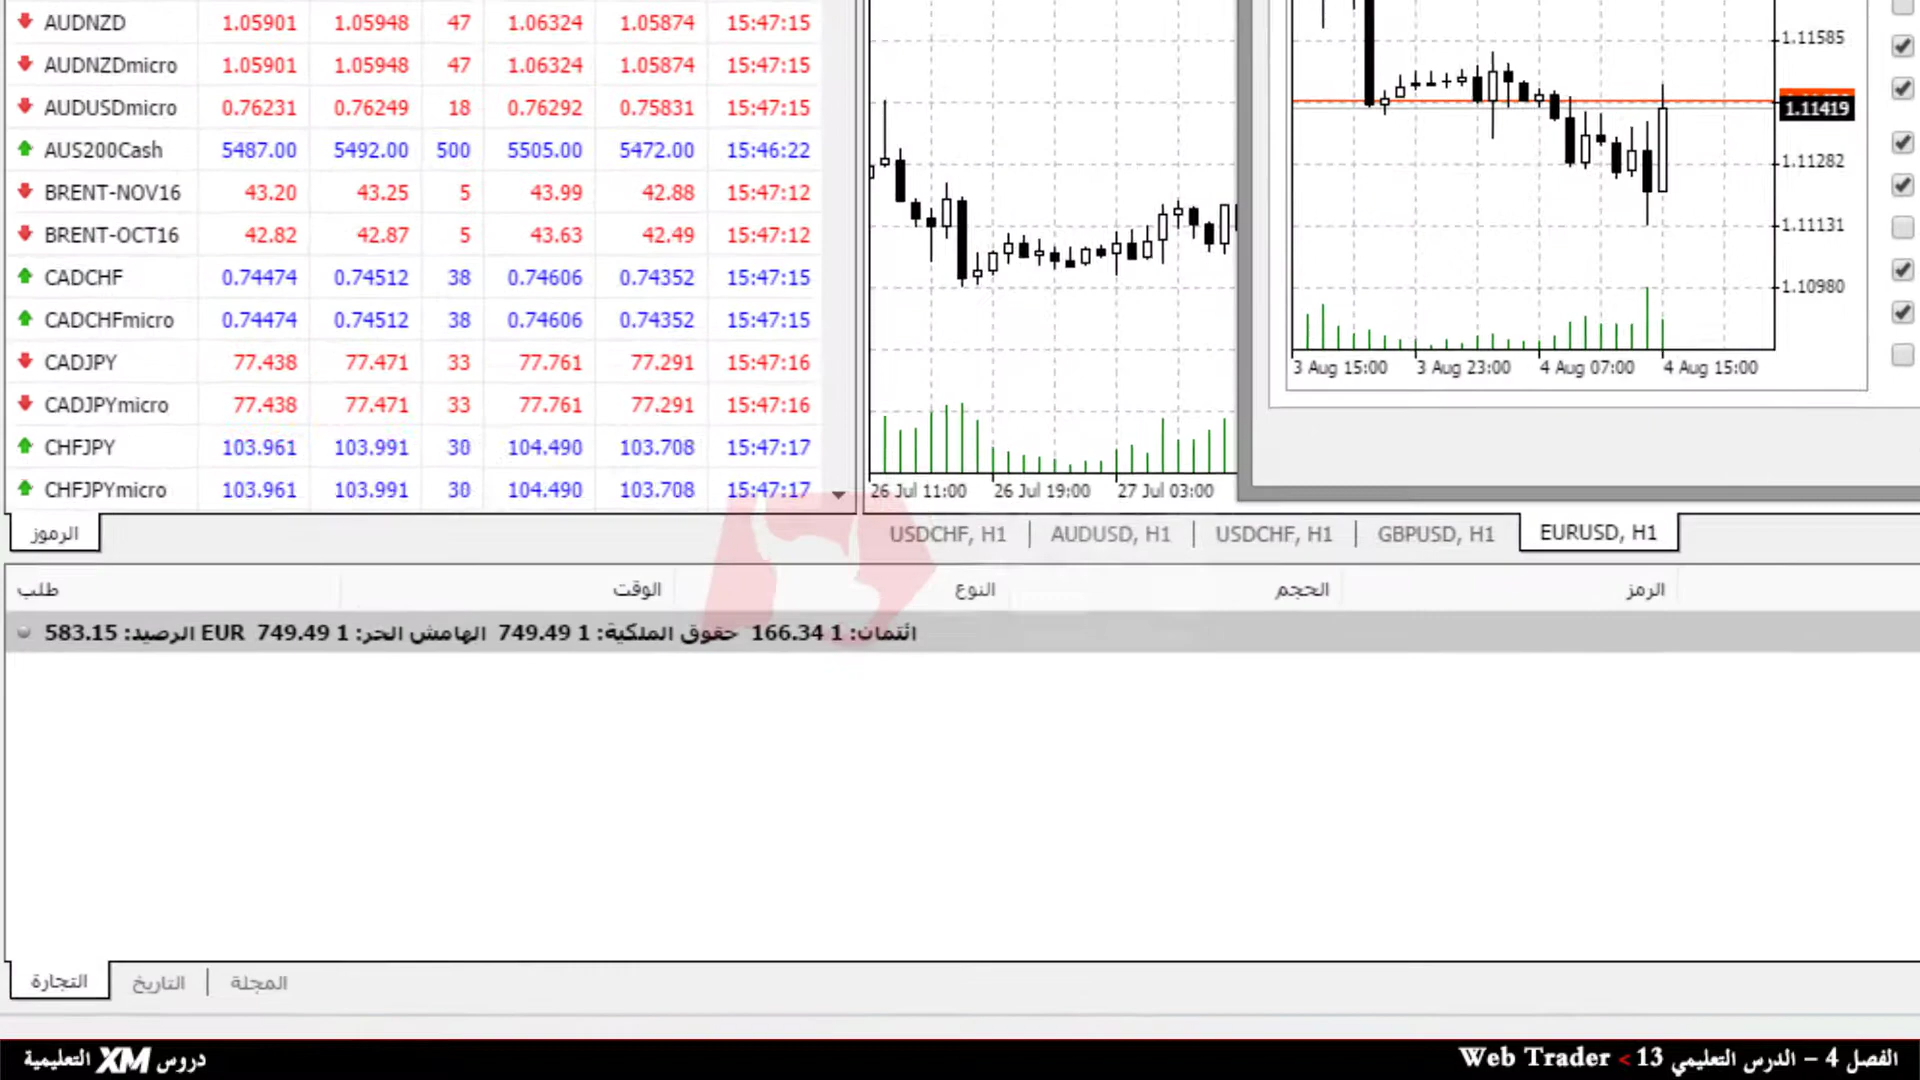 AUDNZD 1.05901 1.05948 47 1.06324 1.05874 15:47:15
AUDNZDmicro 1.05901 1.05948 47 1.06324 1.05874 15:47:15
AUDUSDmicro 0.76231 0.76249 18 0.76292 0.75831 15:47:15
AUS200Cash 5487.00 5492.00 500 5505.00 5472.00 15:46:22
BRENT-NOV16 43.20 43.25 5 43.99 42.88 15:47:12
BRENT-OCT16 42.82 42.87 5 43.63 42.49 15:47:12
CADCHF 0.74474 0.74512 38 0.74606 0.74352 15:47:15
CADCHFmicro 0.74474 0.74512 38 0.74606 0.74352 15:47:15
CADJPY 77.438 77.471 33 77.761 77.291 15:47:16
CADJPYmicro 77.438 77.471 33 77.761 77.291 15:47:16
CHFJPY 103.961 103.991 30 104.490 103.708 15:47:17
CHFJPYmicro 103.961 103.991 30 104.490 103.708 15:47:17
الرموز
26 Jul 11:00 26 Jul 19:00 27 Jul 03:00
1.11585
1.11419
1.11282
1.11131
1.10980
3 Aug 15:00 3 Aug 23:00 4 Aug 07:00 4 Aug 15:00
USDCHF, H1 | AUDUSD, H1 | USDCHF, H1 | GBPUSD, H1 EURUSD, H1
طلب الوقت النوع الحجم الرمز
ائتمان: 1 166.34 حقوق الملكية: 1 749.49 الهامش الحر: 1 749.49 EUR الرصيد: 583.15
التجارة التاريخ | المجلة
دروس XM التعليمية
الفصل 4 – الدرس التعليمي 13 > Web Trader